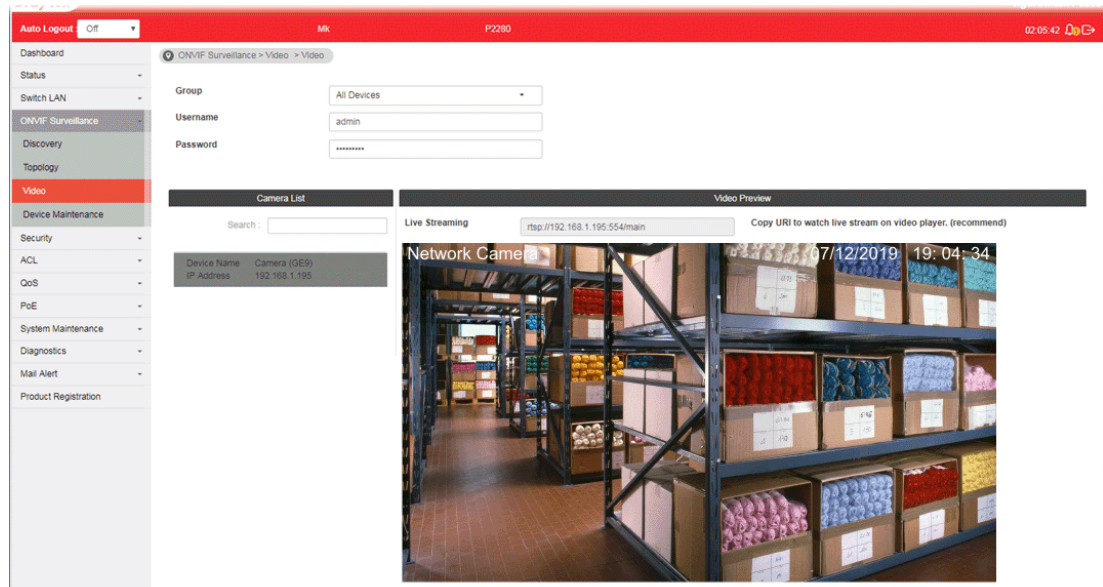 Auto Logout : Off
Mk
P2280
02:05:42
Dashboard
Status
Switch LAN
ONVIF Surveillance
Discovery
Topology
Video
Device Maintenance
Security
ACL
QoS
PoE
System Maintenance
Diagnostics
Mail Alert
Product Registration
ONVIF Surveillance > Video > Video
Group
All Devices
Username
admin
Password
•••••••••
Camera List
Search :
Device Name Camera (GE9)
IP Address 192.168.1.195
Video Preview
Live Streaming
rtsp://192.168.1.195:554/main
Copy URI to watch live stream on video player. (recommend)
Network Camera
07/12/2019 19:04:34